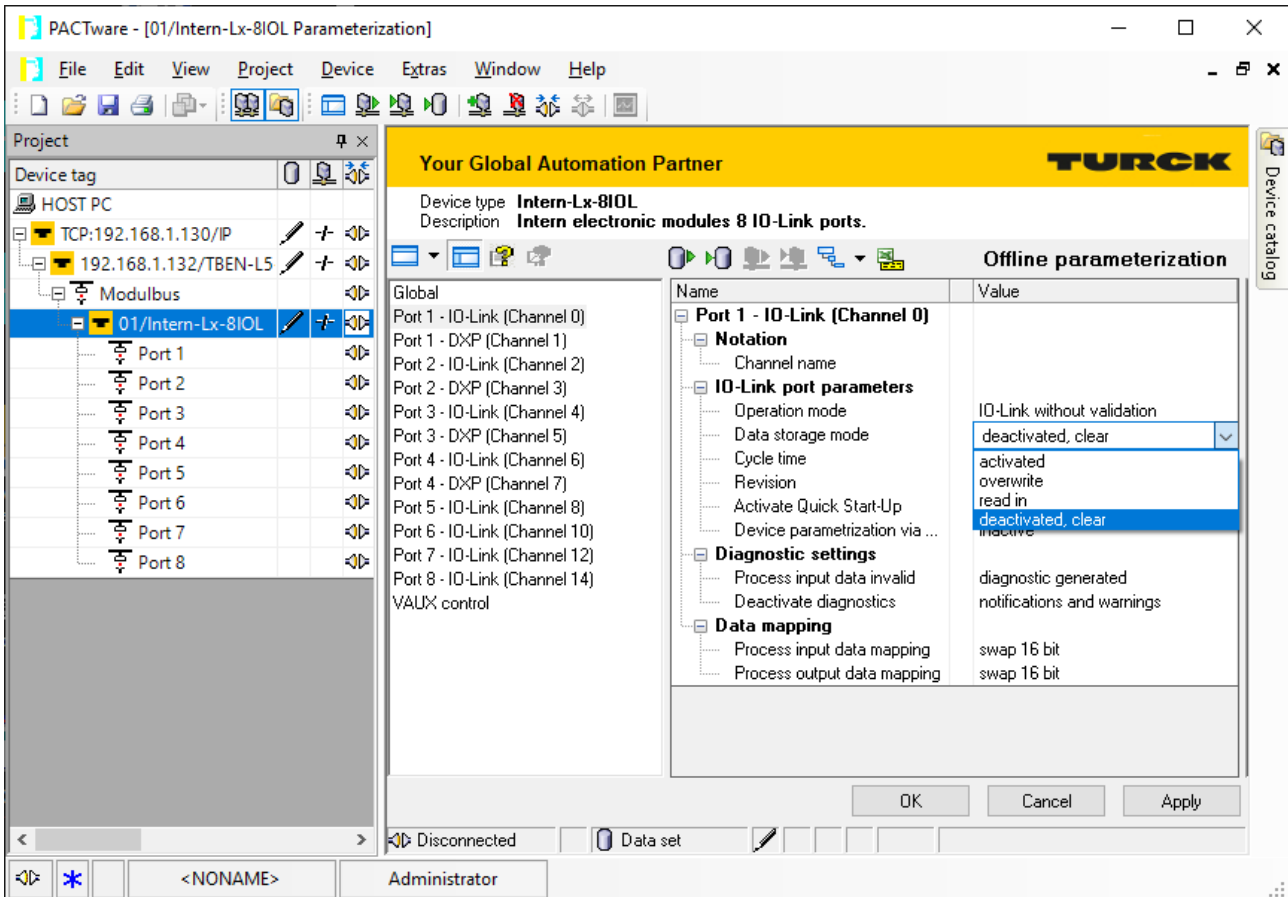 PACTware - [01/Intern-Lx-8IOL Parameterization]
File Edit View Project Device Extras Window Help
Project
Device tag
HOST PC
TCP:192.168.1.130/IP
192.168.1.132/TBEN-L5
Modulbus
01/Intern-Lx-8IOL
Port 1
Port 2
Port 3
Port 4
Port 5
Port 6
Port 7
Port 8
Your Global Automation Partner
TURCK
Device type Intern-Lx-8IOL
Description Intern electronic modules 8 IO-Link ports.
Offline parameterization
Global
Port 1 - IO-Link (Channel 0)
Port 1 - DXP (Channel 1)
Port 2 - IO-Link (Channel 2)
Port 2 - DXP (Channel 3)
Port 3 - IO-Link (Channel 4)
Port 3 - DXP (Channel 5)
Port 4 - IO-Link (Channel 6)
Port 4 - DXP (Channel 7)
Port 5 - IO-Link (Channel 8)
Port 6 - IO-Link (Channel 10)
Port 7 - IO-Link (Channel 12)
Port 8 - IO-Link (Channel 14)
VAUX control
Name Value
Port 1 - IO-Link (Channel 0)
Notation
Channel name
IO-Link port parameters
Operation mode IO-Link without validation
Data storage mode deactivated, clear
activated
overwrite
read in
deactivated, clear
Cycle time
Revision
Activate Quick Start-Up
Device parametrization via ... inactive
Diagnostic settings
Process input data invalid diagnostic generated
Deactivate diagnostics notifications and warnings
Data mapping
Process input data mapping swap 16 bit
Process output data mapping swap 16 bit
OK Cancel Apply
Disconnected Data set
<NONAME> Administrator
Device catalog